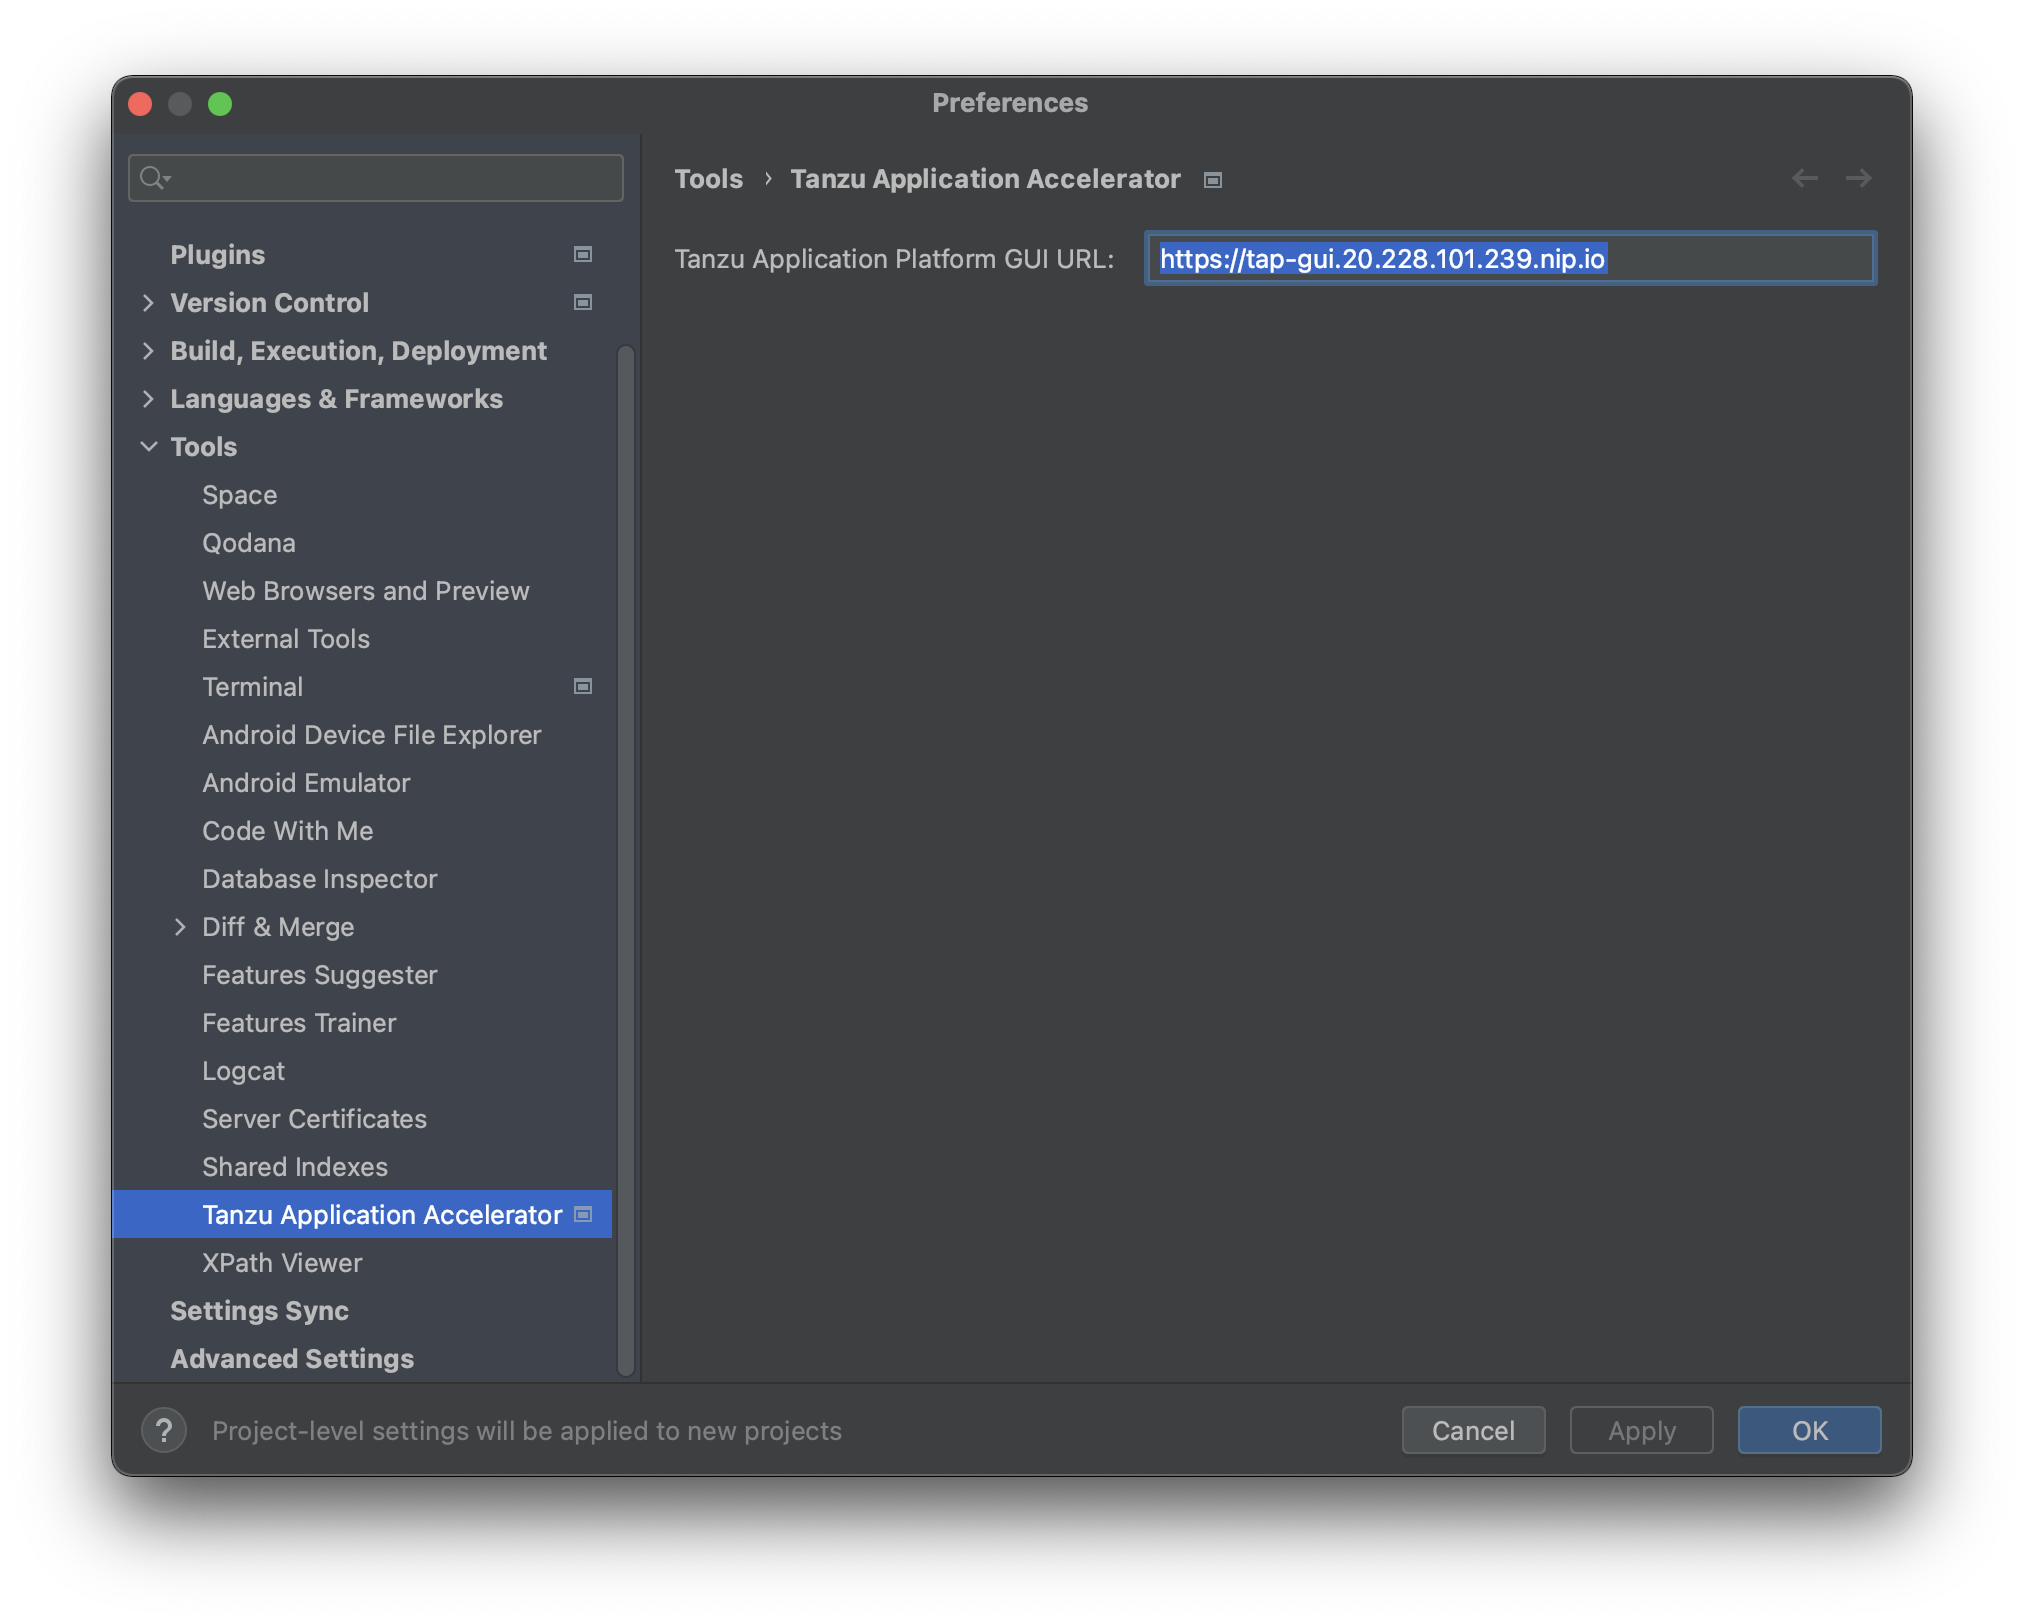 Preferences
Tools › Tanzu Application Accelerator
Tanzu Application Platform GUI URL: https://tap-gui.20.228.101.239.nip.io
Plugins
Version Control
Build, Execution, Deployment
Languages & Frameworks
Tools
Space
Qodana
Web Browsers and Preview
External Tools
Terminal
Android Device File Explorer
Android Emulator
Code With Me
Database Inspector
Diff & Merge
Features Suggester
Features Trainer
Logcat
Server Certificates
Shared Indexes
Tanzu Application Accelerator
XPath Viewer
Settings Sync
Advanced Settings
? Project-level settings will be applied to new projects
Cancel Apply OK